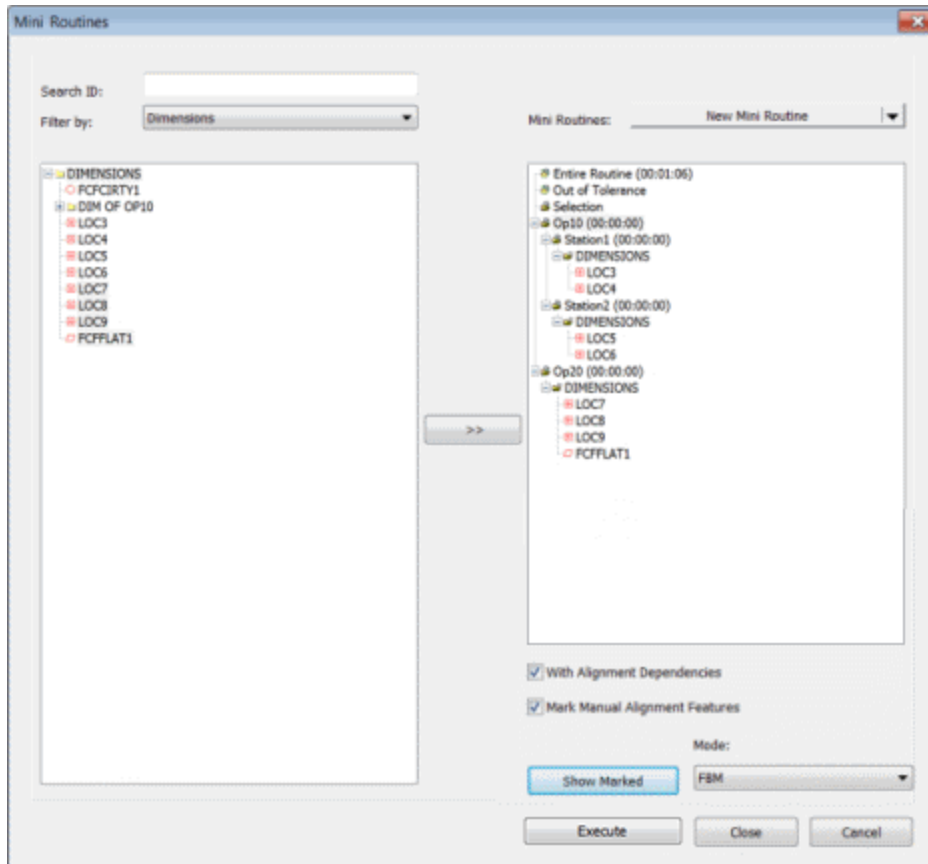 Mini Routines
Search ID:
Filter by:
Dimensions
Mini Routines:
New Mini Routine
DIMENSIONS
FCFCIRTY1
DIM OF OP10
LOC3
LOC4
LOC5
LOC6
LOC7
LOC8
LOC9
FCFFLAT1
>>
Entire Routine (00:01:06)
Out of Tolerence
Selection
Op10 (00:00:00)
Station1 (00:00:00)
DIMENSIONS
LOC3
LOC4
Station2 (00:00:00)
DIMENSIONS
LOC5
LOC6
Op20 (00:00:00)
DIMENSIONS
LOC7
LOC8
LOC9
FCFFLAT1
With Alignment Dependencies
Mark Manual Alignment Features
Mode:
Show Marked
FBM
Execute
Close
Cancel